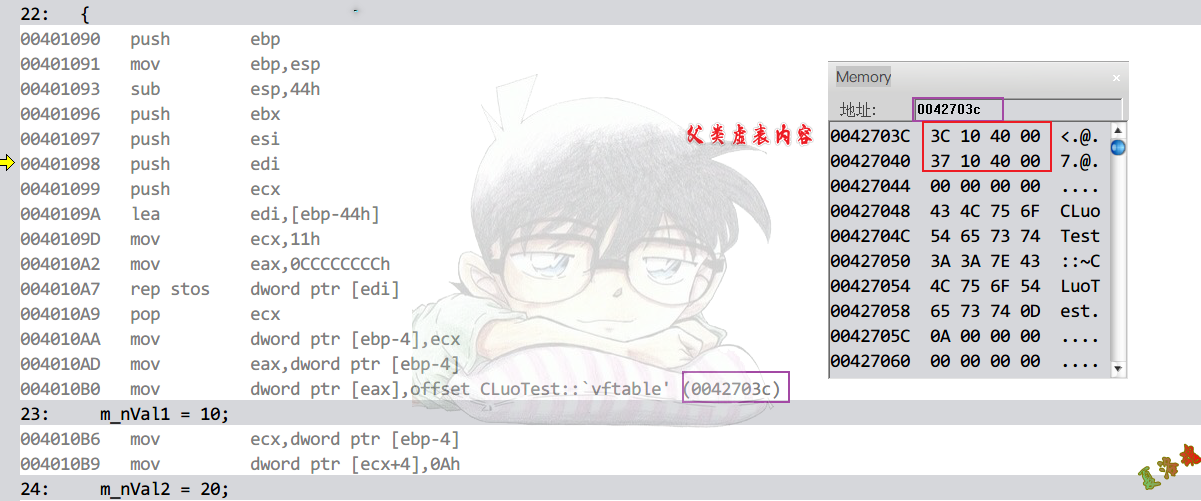 22:   {
00401090   push        ebp
00401091   mov         ebp,esp
00401093   sub         esp,44h
00401096   push        ebx
00401097   push        esi
00401098   push        edi
00401099   push        ecx
0040109A   lea         edi,[ebp-44h]
0040109D   mov         ecx,11h
004010A2   mov         eax,0CCCCCCCCh
004010A7   rep stos    dword ptr [edi]
004010A9   pop         ecx
004010AA   mov         dword ptr [ebp-4],ecx
004010AD   mov         eax,dword ptr [ebp-4]
004010B0   mov         dword ptr [eax],offset CLuoTest::`vftable' (0042703c)
23:     m_nVal1 = 10;
004010B6   mov         ecx,dword ptr [ebp-4]
004010B9   mov         dword ptr [ecx+4],0Ah
24:     m_nVal2 = 20;
父类虚表内容
Memory ×
地址: 0042703c
0042703C  3C 10 40 00  <.@.
00427040  37 10 40 00  7.@.
00427044  00 00 00 00  ....
00427048  43 4C 75 6F  CLuo
0042704C  54 65 73 74  Test
00427050  3A 3A 7E 43  ::~C
00427054  4C 75 6F 54  LuoT
00427058  65 73 74 0D  est.
0042705C  0A 00 00 00  ....
00427060  00 00 00 00  ....